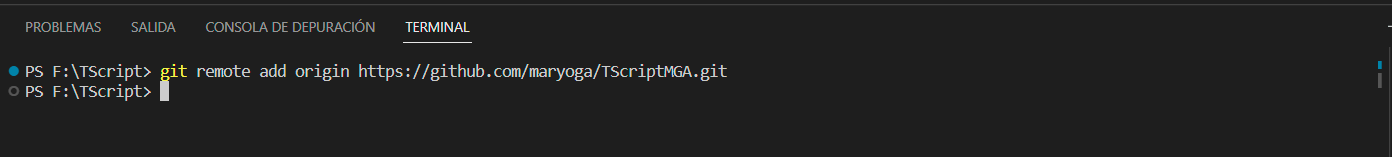 PROBLEMAS SALIDA CONSOLA DE DEPURACIÓN TERMINAL
PS F:\TScript> git remote add origin https://github.com/maryoga/TScriptMGA.git
PS F:\TScript>